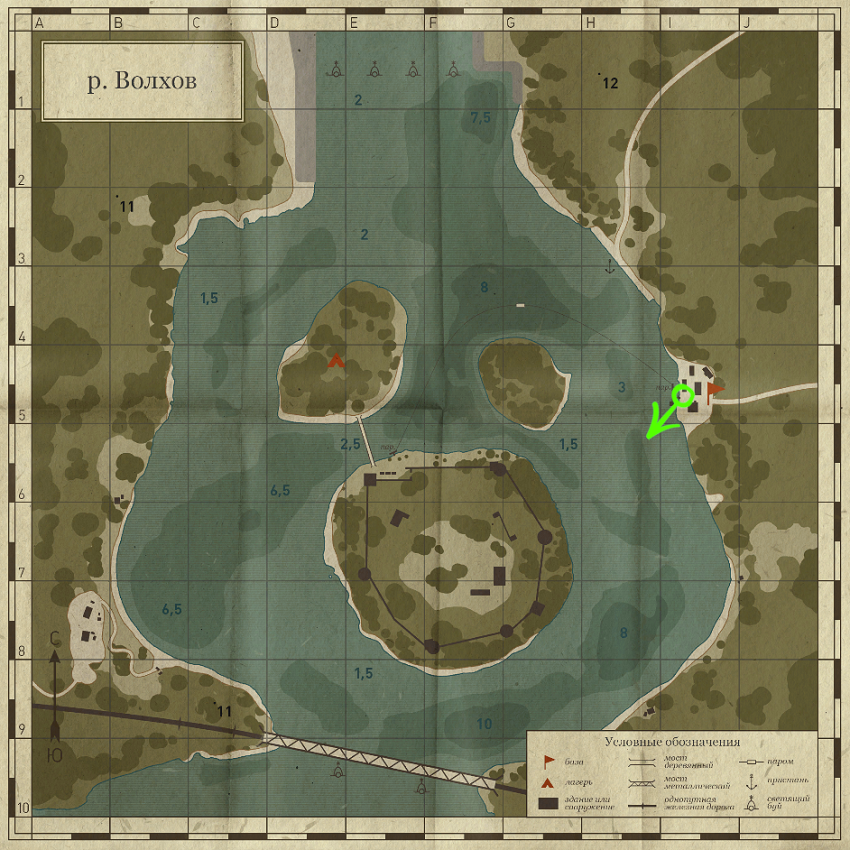 A B C D E F G H I J
р. Волхов
1
2
3
4
5
6
7
8
9
10
2
7,5
12
11
2
1,5
8
3
2,5
1,5
6,5
6,5
8
1,5
10
11
С
Ю
Условные обозначения
база
лагерь
здание или сооружение
мост деревянный
мост металлический
однопутная железная дорога
паром
пристань
светящий буй